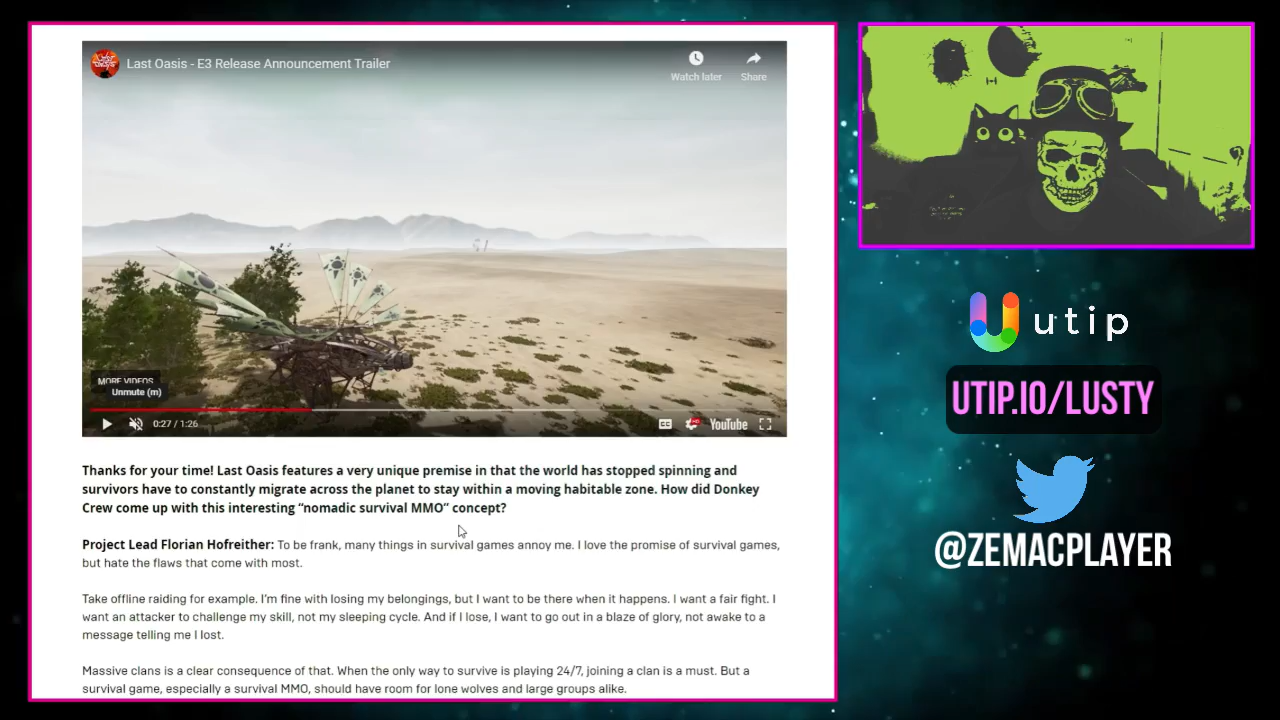 Last Oasis - E3 Release Announcement Trailer
Watch later
Share
MORE VIDEOS
Unmute (m)
0:27 / 1:26
CC
HD
YouTube
Thanks for your time! Last Oasis features a very unique premise in that the world has stopped spinning and
survivors have to constantly migrate across the planet to stay within a moving habitable zone. How did Donkey
Crew come up with this interesting “nomadic survival MMO” concept?
Project Lead Florian Hofreither: To be frank, many things in survival games annoy me. I love the promise of survival games,
but hate the flaws that come with most.
Take offline raiding for example. I’m fine with losing my belongings, but I want to be there when it happens. I want a fair fight. I
want an attacker to challenge my skill, not my sleeping cycle. And if I lose, I want to go out in a blaze of glory, not awake to a
message telling me I lost.
Massive clans is a clear consequence of that. When the only way to survive is playing 24/7, joining a clan is a must. But a
survival game, especially a survival MMO, should have room for lone wolves and large groups alike.
utip
UTIP.IO/LUSTY
@ZEMACPLAYER